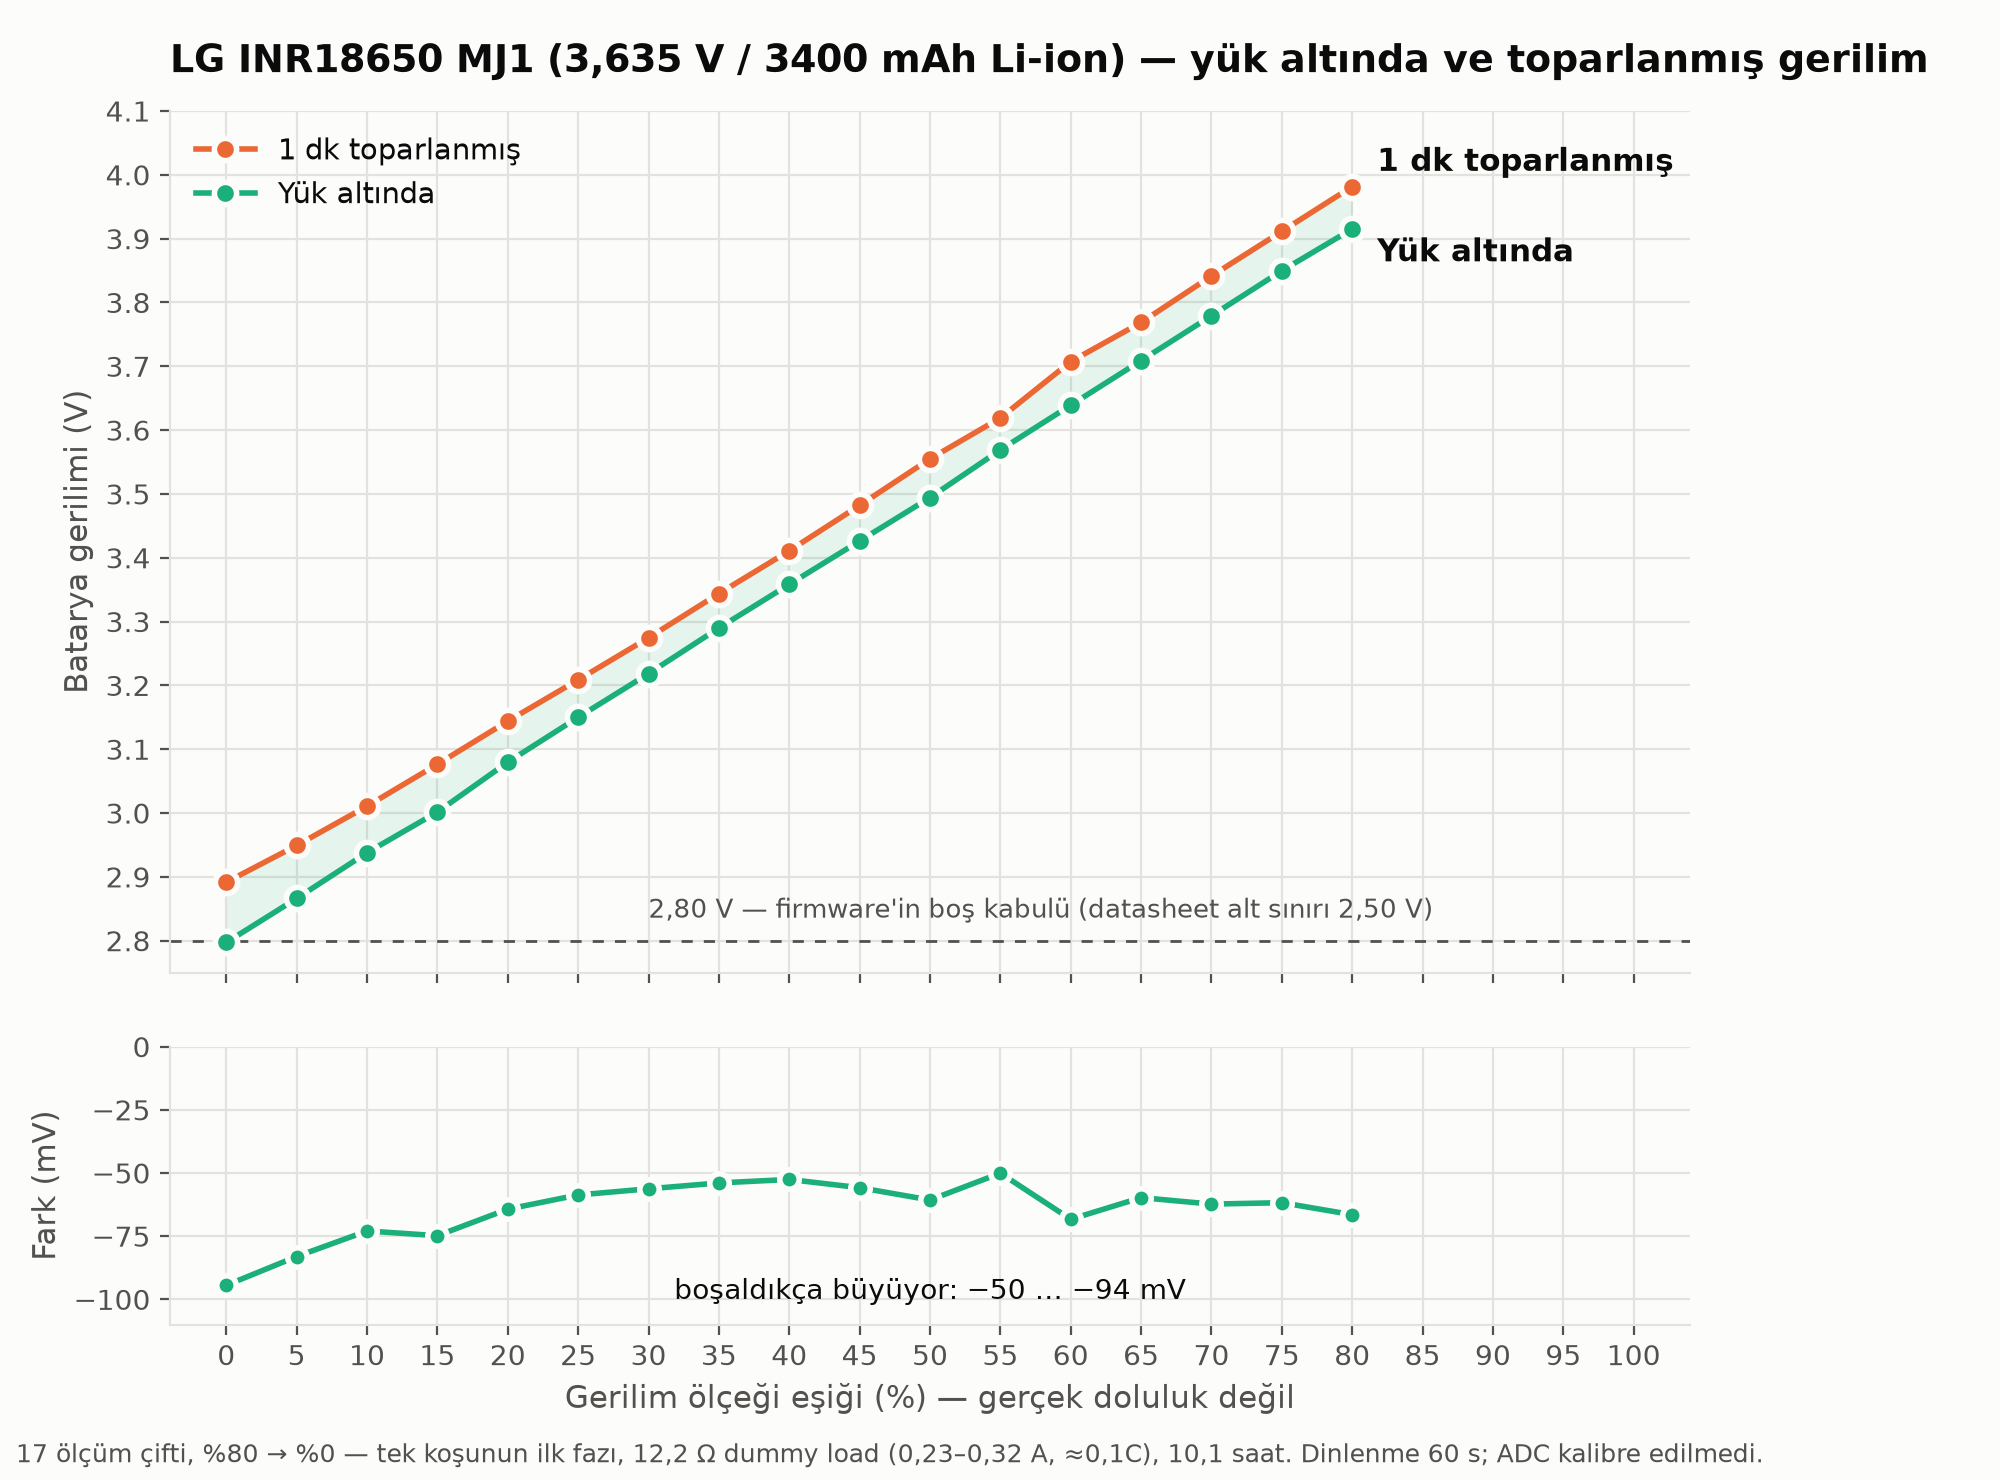 LG INR18650 MJ1 (3,635 V / 3400 mAh Li-ion) — yük altında ve toparlanmış gerilim
1 dk toparlanmış
Yük altında
1 dk toparlanmış
Yük altında
Batarya gerilimi (V)
4.1
4.0
3.9
3.8
3.7
3.6
3.5
3.4
3.3
3.2
3.1
3.0
2.9
2.8
2,80 V — firmware'in boş kabulü (datasheet alt sınırı 2,50 V)
Fark (mV)
0
−25
−50
−75
−100
boşaldıkça büyüyor: −50 … −94 mV
0 5 10 15 20 25 30 35 40 45 50 55 60 65 70 75 80 85 90 95 100
Gerilim ölçeği eşiği (%) — gerçek doluluk değil
17 ölçüm çifti, %80 → %0 — tek koşunun ilk fazı, 12,2 Ω dummy load (0,23–0,32 A, ≈0,1C), 10,1 saat. Dinlenme 60 s; ADC kalibre edilmedi.